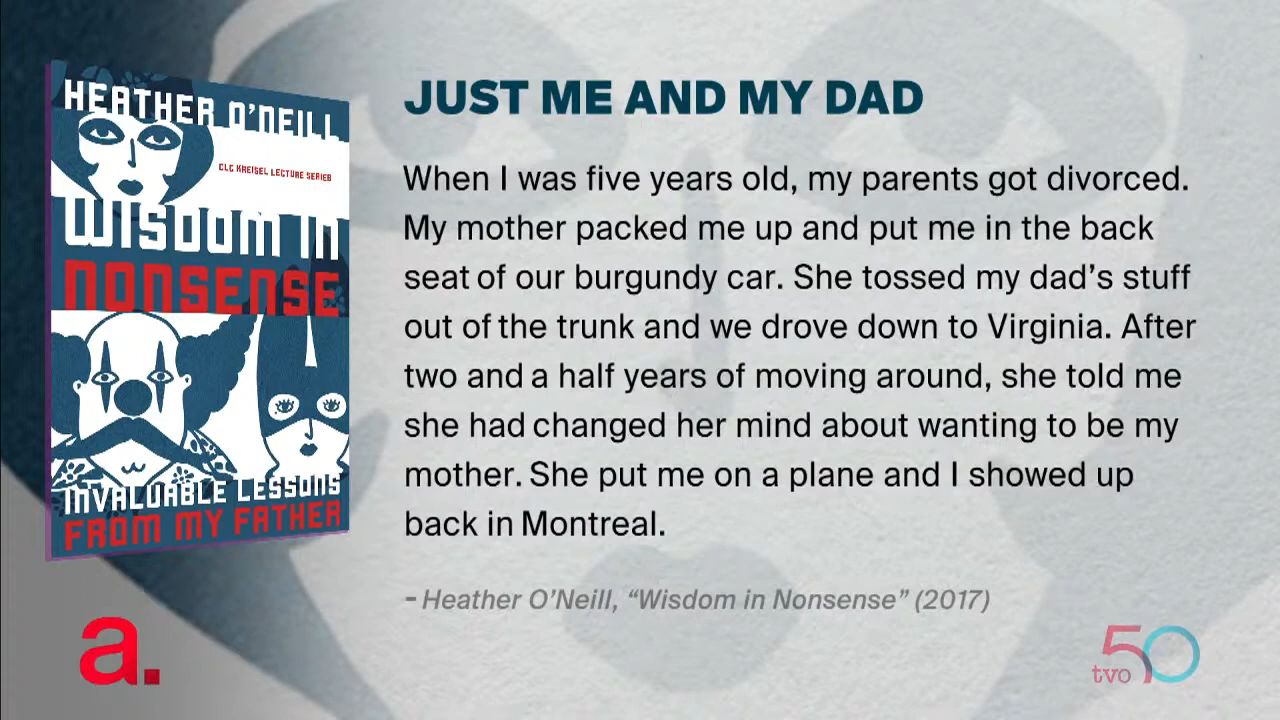 HEATHER O'NEILL
CLC KREISEL LECTURE SERIES
WISDOM IN
NONSENSE
INVALUABLE LESSONS
FROM MY FATHER
JUST ME AND MY DAD
When I was five years old, my parents got divorced.
My mother packed me up and put me in the back
seat of our burgundy car. She tossed my dad's stuff
out of the trunk and we drove down to Virginia. After
two and a half years of moving around, she told me
she had changed her mind about wanting to be my
mother. She put me on a plane and I showed up
back in Montreal.
– Heather O'Neill, “Wisdom in Nonsense” (2017)
a.
tvo 50